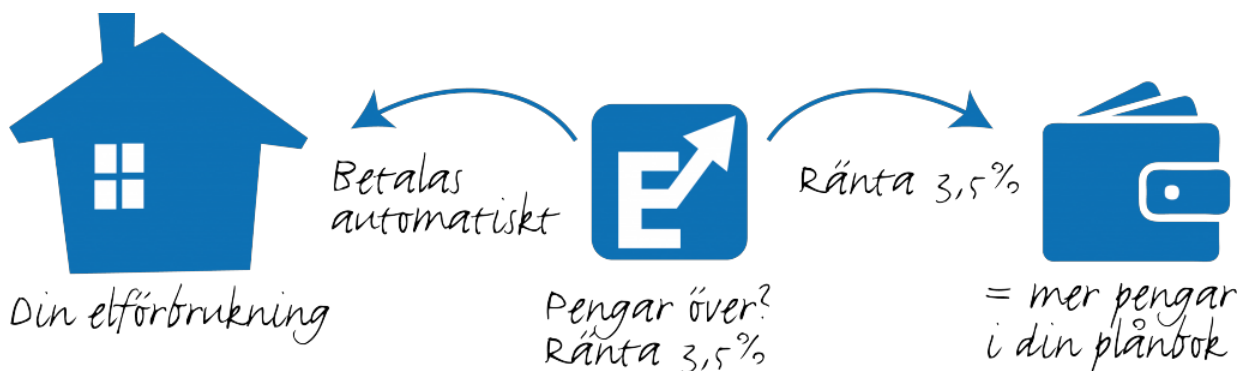 Betalas
automatiskt
E
Ränta 3,5%
Din elförbrukning
Pengar över?
Ränta 3,5%
= mer pengar
i din plånbok